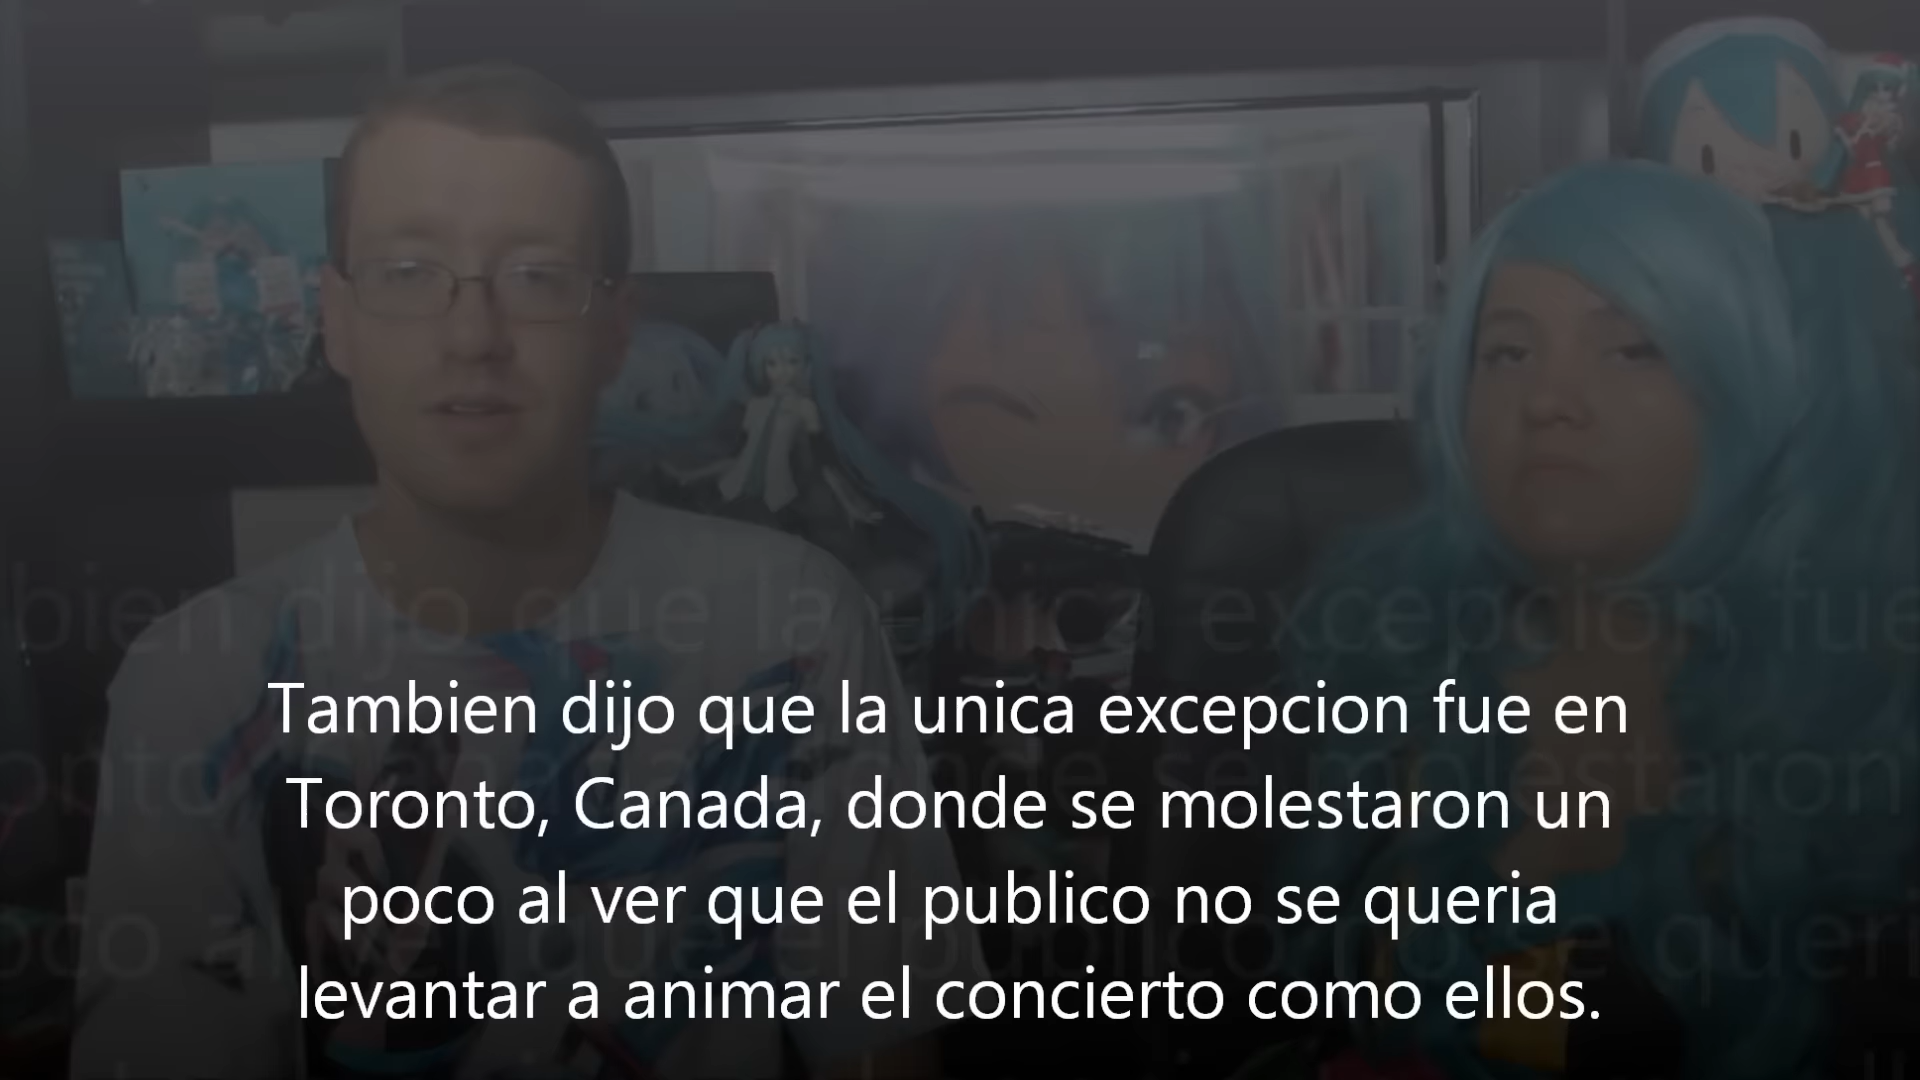 Tambien dijo que la unica excepcion fue en
Toronto, Canada, donde se molestaron un
poco al ver que el publico no se queria
levantar a animar el concierto como ellos.